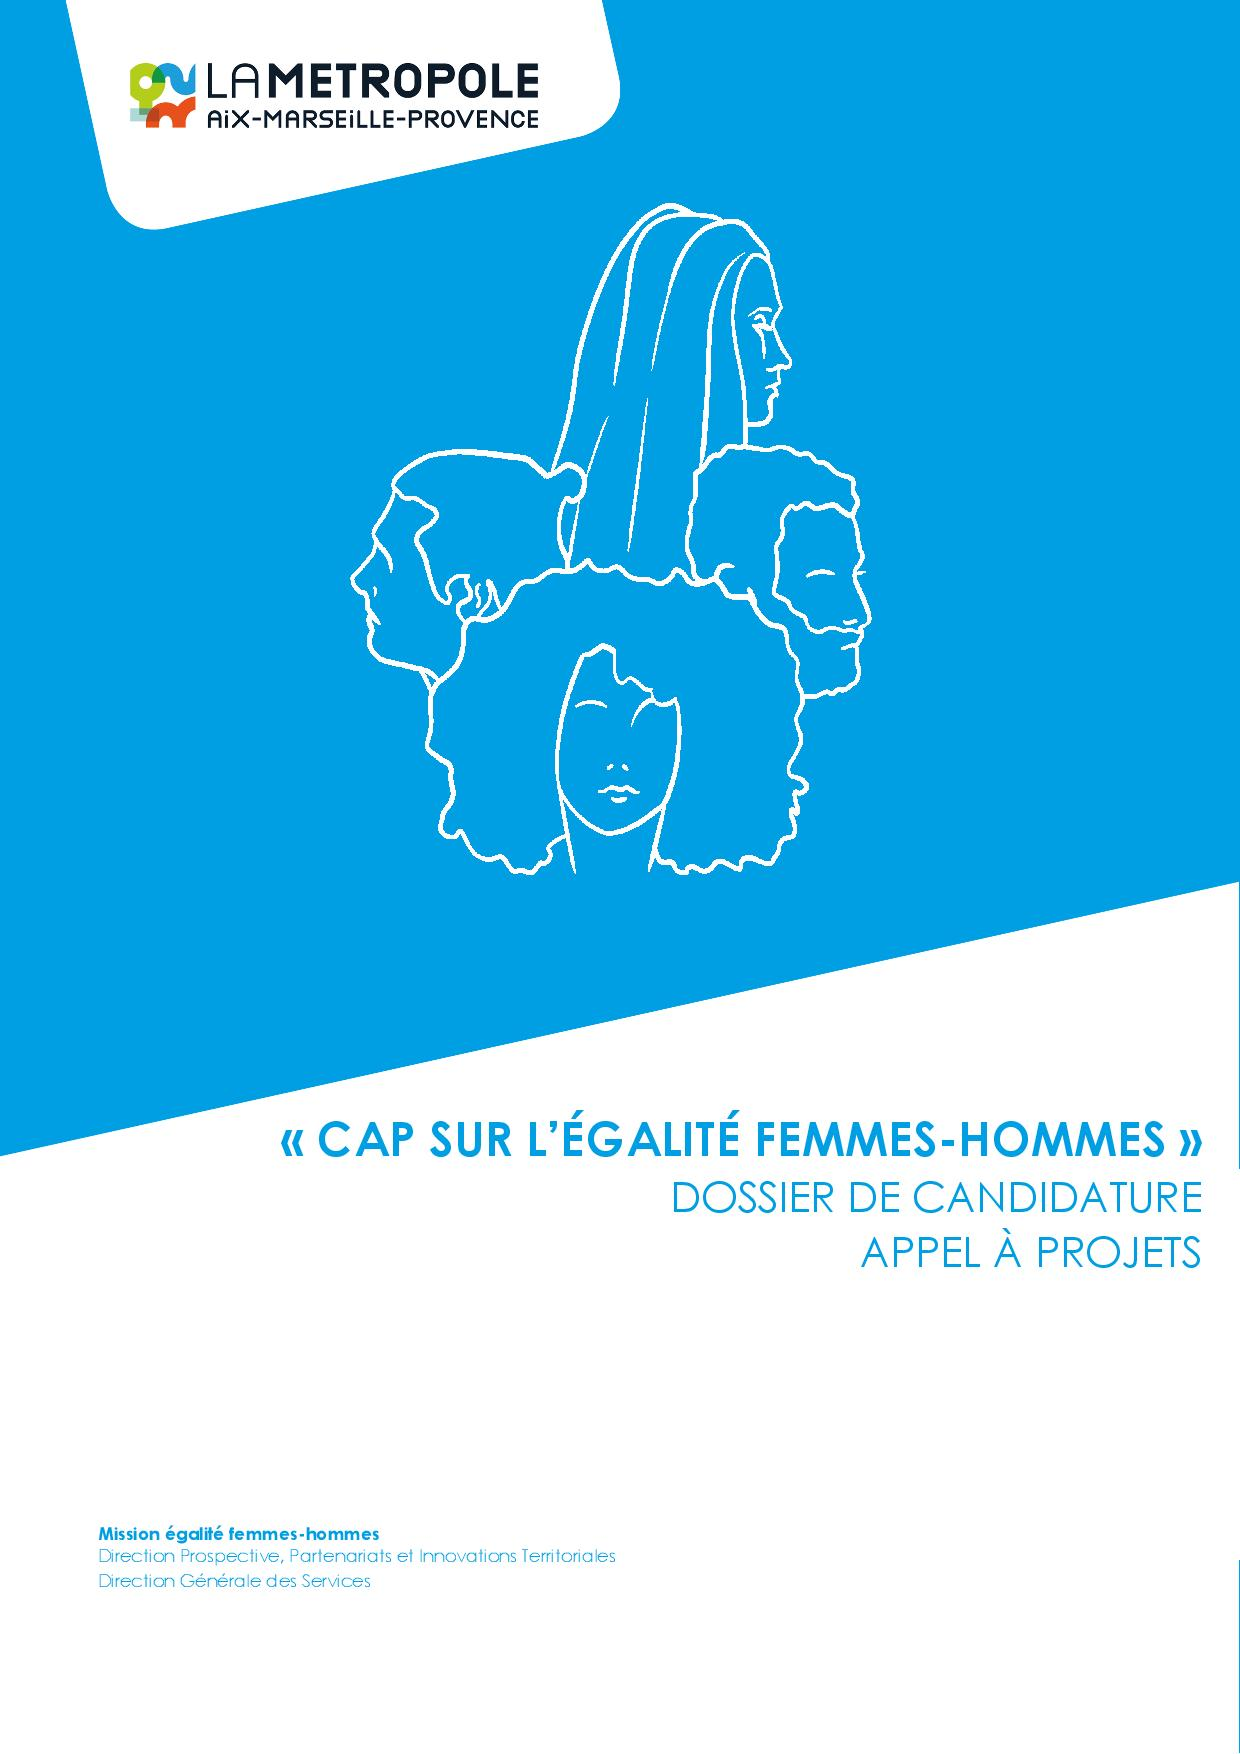 LAMETROPOLE
AiX-MARSEiLLE-PROVENCE
« CAP SUR L’ÉGALITÉ FEMMES-HOMMES »
DOSSIER DE CANDIDATURE
APPEL À PROJETS
Mission égalité femmes-hommes
Direction Prospective, Partenariats et Innovations Territoriales
Direction Générale des Services